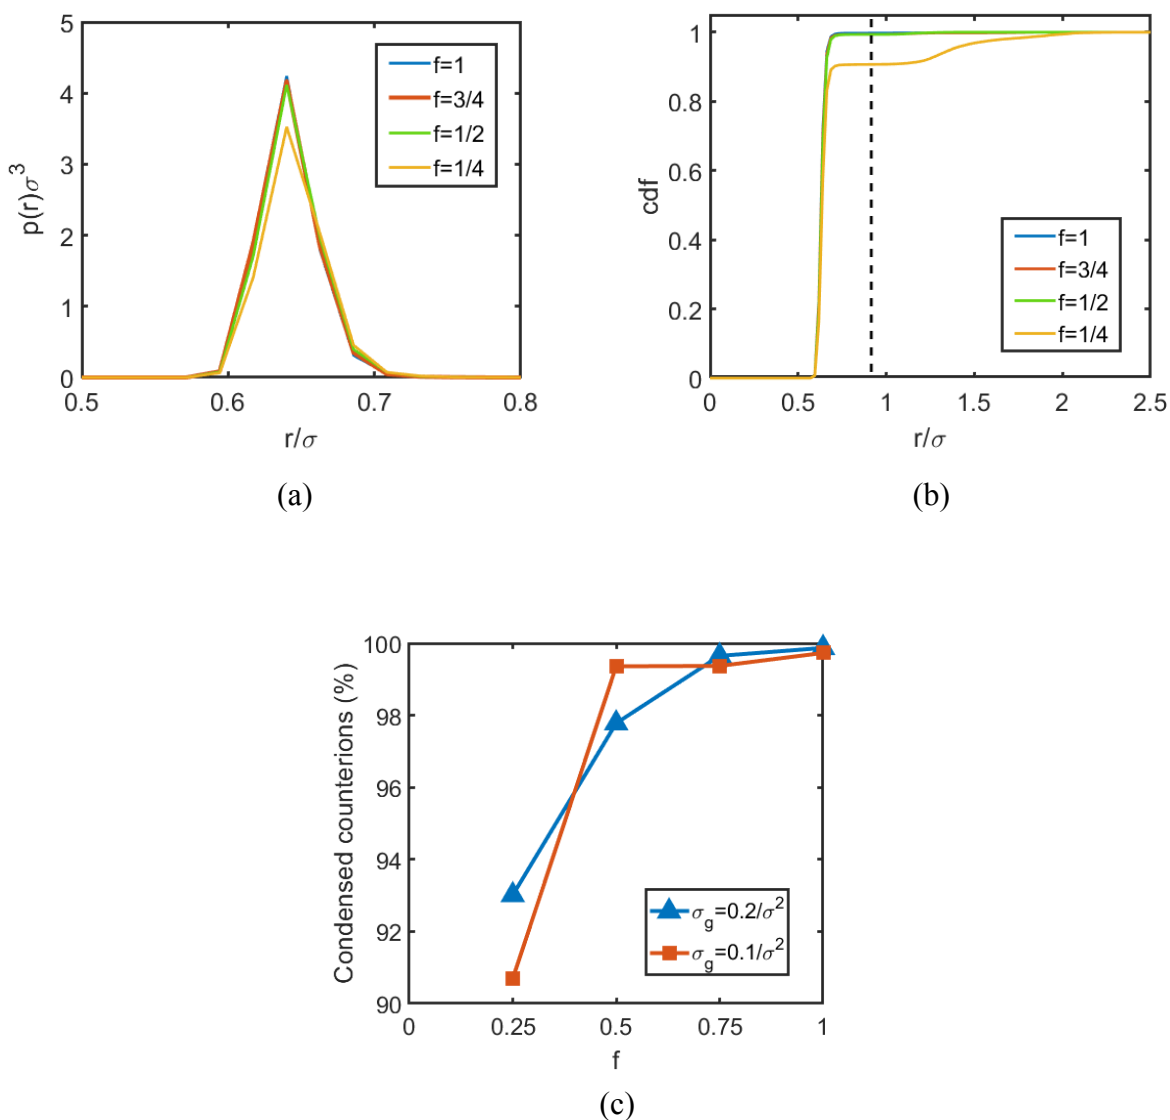 5
4
3
2
1
0
p(r)σ³
0.5 0.6 0.7 0.8
r/σ
f=1
f=3/4
f=1/2
f=1/4
(a)
1
0.8
0.6
0.4
0.2
0
cdf
0 0.5 1 1.5 2 2.5
r/σ
f=1
f=3/4
f=1/2
f=1/4
(b)
100
98
96
94
92
90
Condensed counterions (%)
0 0.25 0.5 0.75 1
f
σ_g=0.2/σ²
σ_g=0.1/σ²
(c)